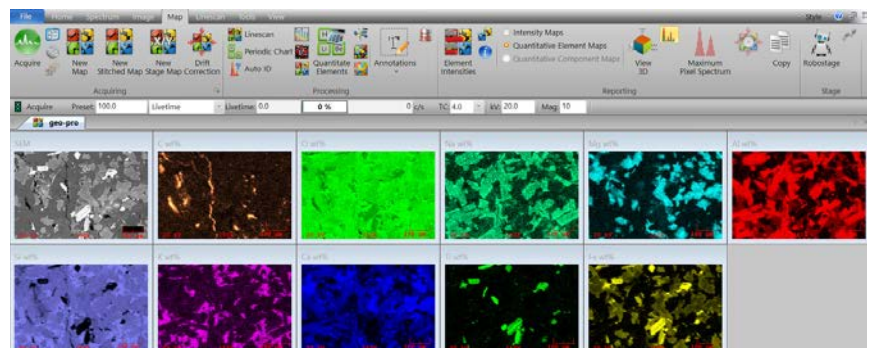 File Home Spectrum Image Map Linescan Tools View Style
Acquire
New Map
New Stitched Map
New Stage Map
Drift Correction
Linescan
Periodic Chart
Auto ID
Quantitate Elements
Annotations
Element Intensities
Intensity Maps
Quantitative Element Maps
Quantitative Component Maps
View 3D
Maximum Pixel Spectrum
Copy
Robostage
Acquiring Processing Reporting Stage
Acquire Preset: 100.0 Livetime Livetime: 0.0 0 % 0 c/s TC: 4.0 kV: 20.0 Mag: 10
geo-pro
C wt% Na wt% Mg wt% Al wt%
Si wt% K wt% Ca wt% Fe wt%